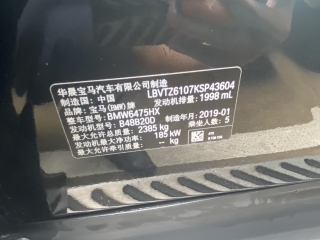 华晨宝马汽车有限公司制造
制造国：中国 LBVTZ6107KSP43604
品牌：宝马(BMW)牌 发动机排量：1998 mL
整车型号：BMW6475HX
发动机型号：B48B20D 制造年月：2019-01
最大允许总质量：2385 kg 乘坐人数：5
发动机最大净功率：185 kW
最大允许牵引质量：-- kg